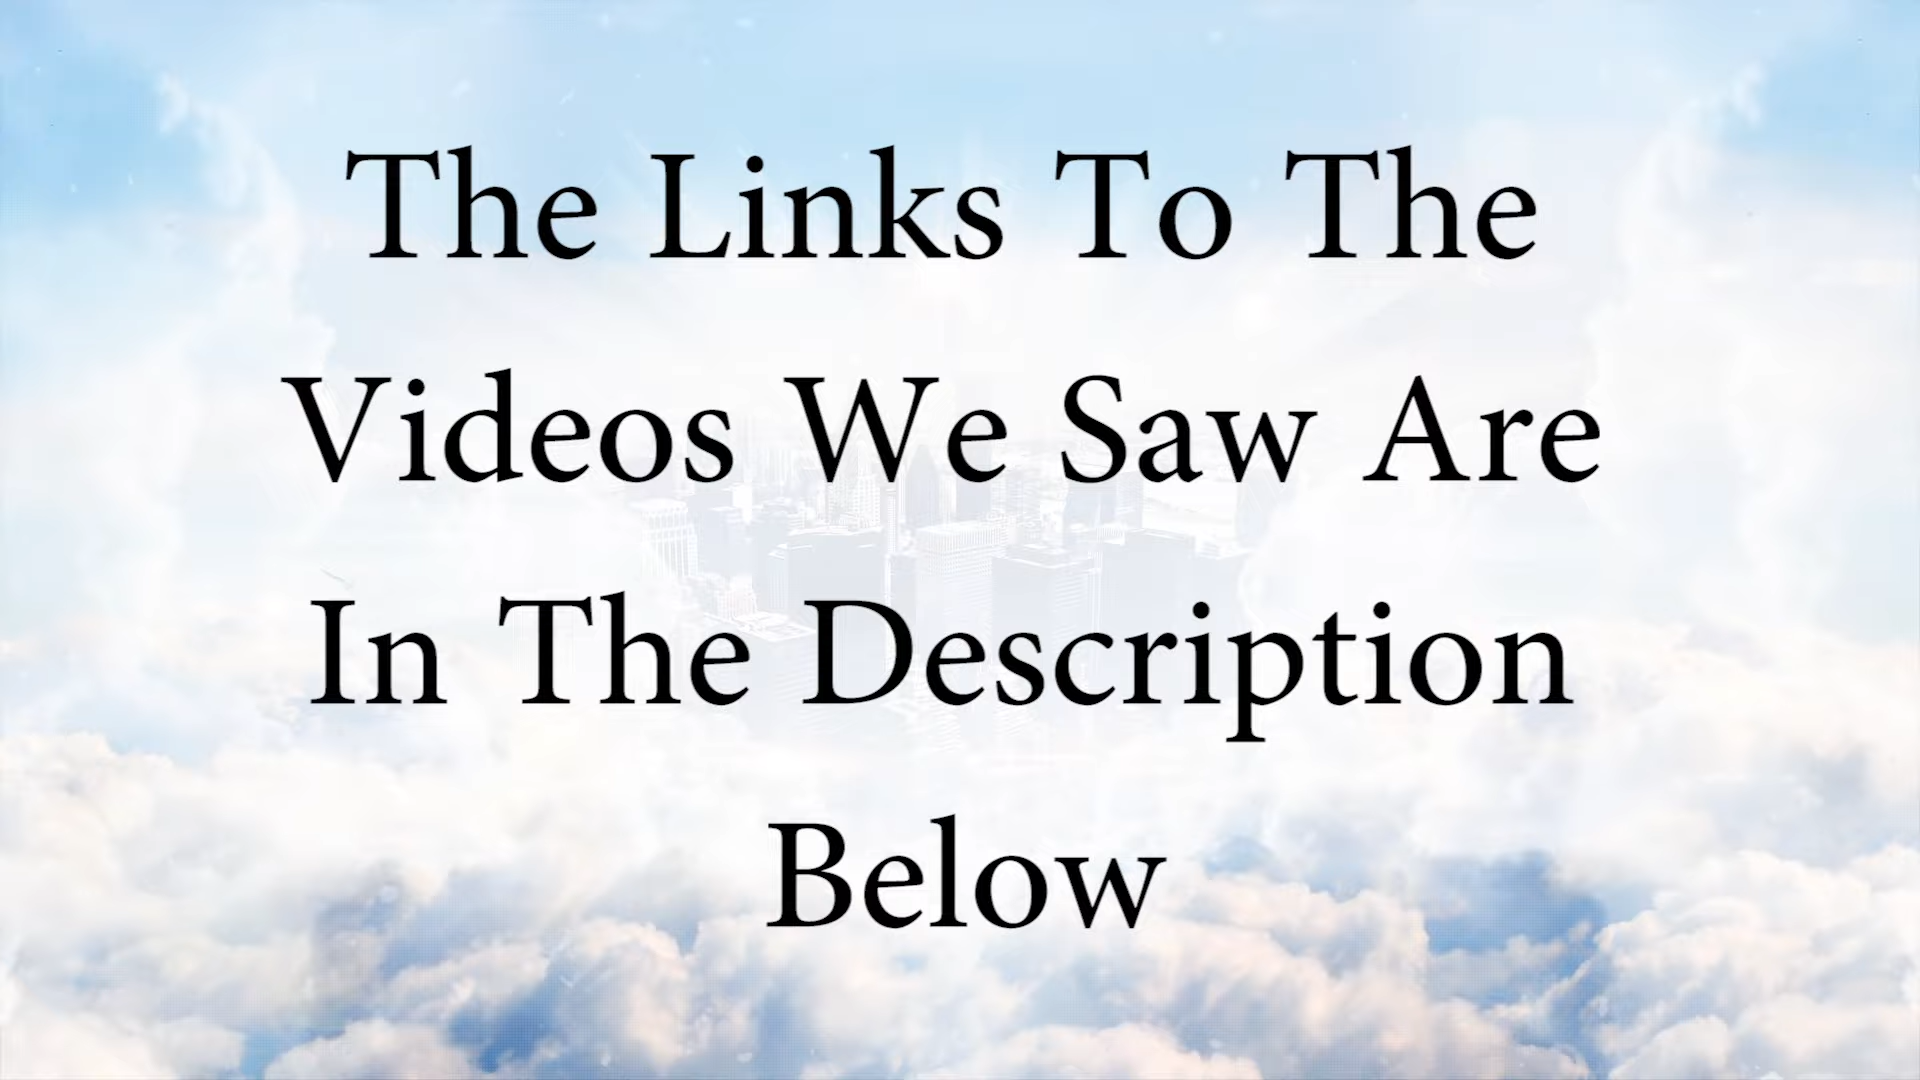 The Links To The
Videos We Saw Are
In The Description
Below